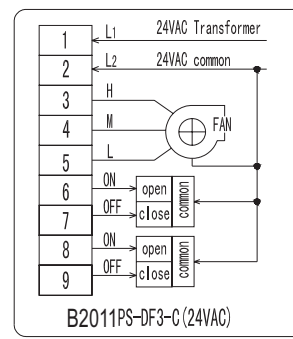 1 L1 24VAC Transformer
2 L2 24VAC common
3 H
4 M FAN
5 L
6 ON open
7 OFF close common
8 ON open
9 OFF close common
B2011PS-DF3-C(24VAC)